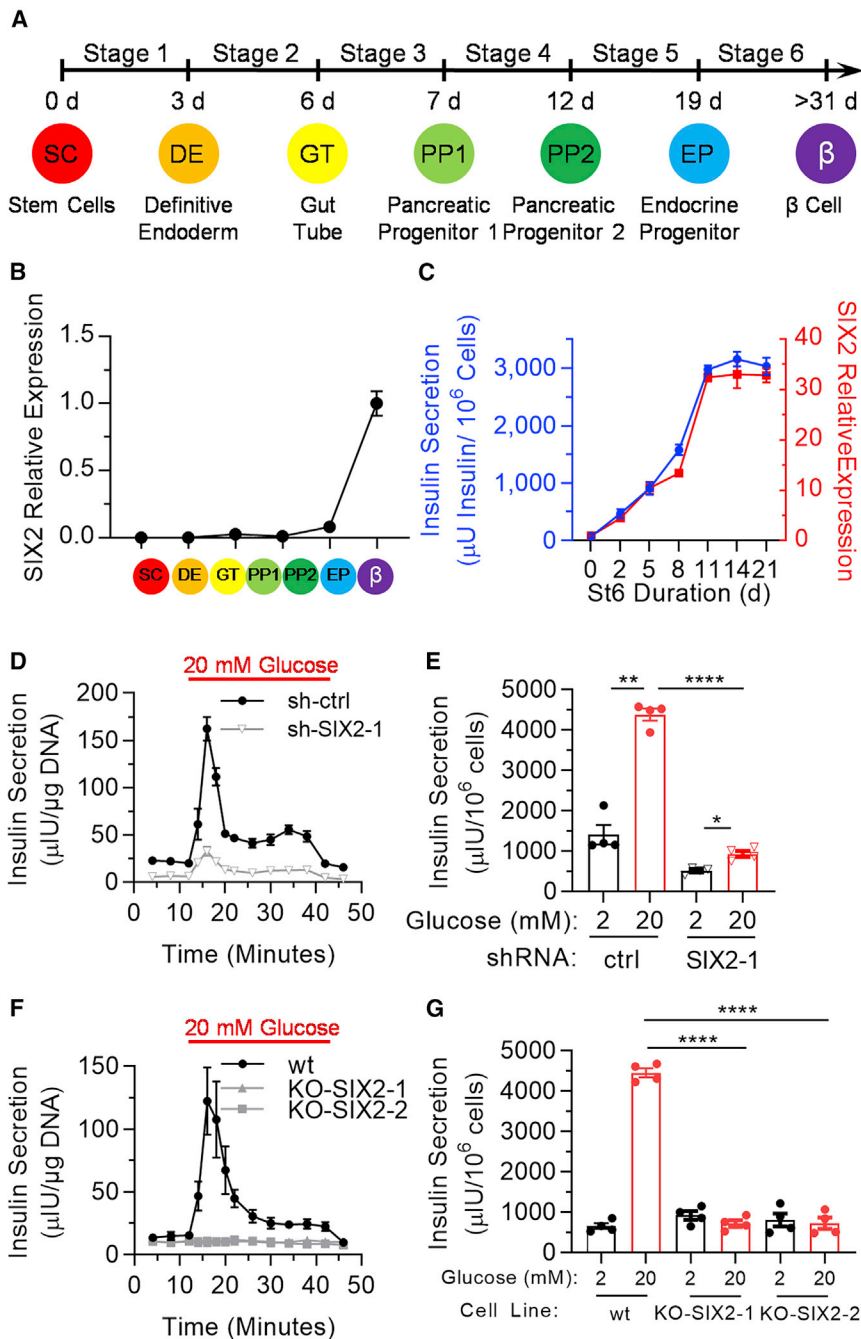 A
Stage 1 Stage 2 Stage 3 Stage 4 Stage 5 Stage 6
0 d 3 d 6 d 7 d 12 d 19 d >31 d
SC DE GT PP1 PP2 EP β
Stem Cells Definitive Endoderm Gut Tube Pancreatic Progenitor 1 Pancreatic Progenitor 2 Endocrine Progenitor β Cell
B
SIX2 Relative Expression
1.5
1.0
0.5
0.0
SC DE GT PP1 PP2 EP β
C
Insulin Secretion
(μU Insulin/ 10⁶ Cells)
3,000
2,000
1,000
0
SIX2 RelativeExpression
40
30
20
10
0
0 2 5 8 11 14 21
St6 Duration (d)
D
20 mM Glucose
sh-ctrl
sh-SIX2-1
Insulin Secretion
(μIU/μg DNA)
200
150
100
50
0
0 10 20 30 40 50
Time (Minutes)
E
** ****
*
Insulin Secretion
(μIU/10⁶ cells)
5000
4000
3000
2000
1000
0
Glucose (mM): 2 20 2 20
shRNA: ctrl SIX2-1
F
20 mM Glucose
wt
KO-SIX2-1
KO-SIX2-2
Insulin Secretion
(μIU/μg DNA)
150
100
50
0
0 10 20 30 40 50
Time (Minutes)
G
****
****
Insulin Secretion
(μIU/10⁶ cells)
5000
4000
3000
2000
1000
0
Glucose (mM): 2 20 2 20 2 20
Cell Line: wt KO-SIX2-1 KO-SIX2-2